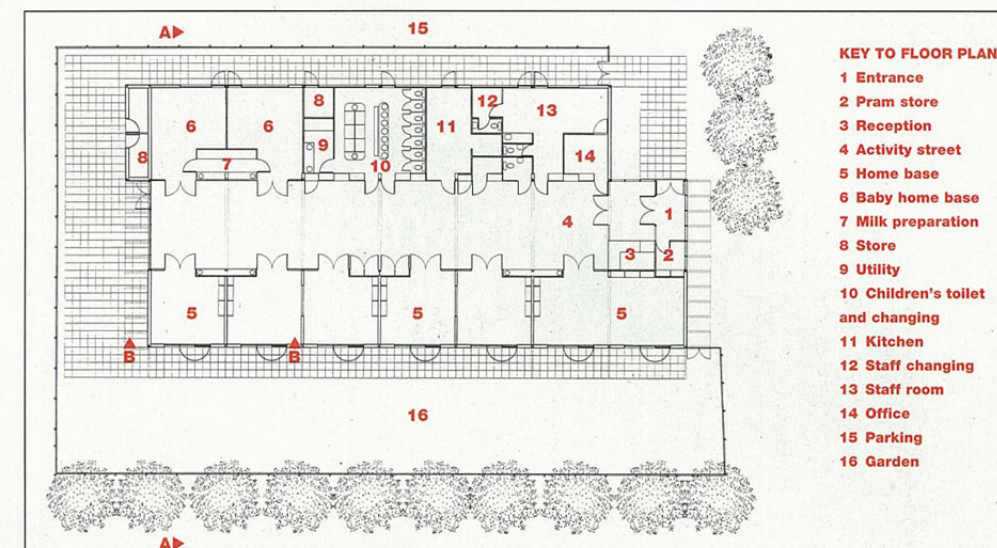 A
15
6
6
8
12
13
8
9
10
11
14
7
4
1
3
2
5
5
5
B
B
16
A
KEY TO FLOOR PLAN
1 Entrance
2 Pram store
3 Reception
4 Activity street
5 Home base
6 Baby home base
7 Milk preparation
8 Store
9 Utility
10 Children's toilet
and changing
11 Kitchen
12 Staff changing
13 Staff room
14 Office
15 Parking
16 Garden